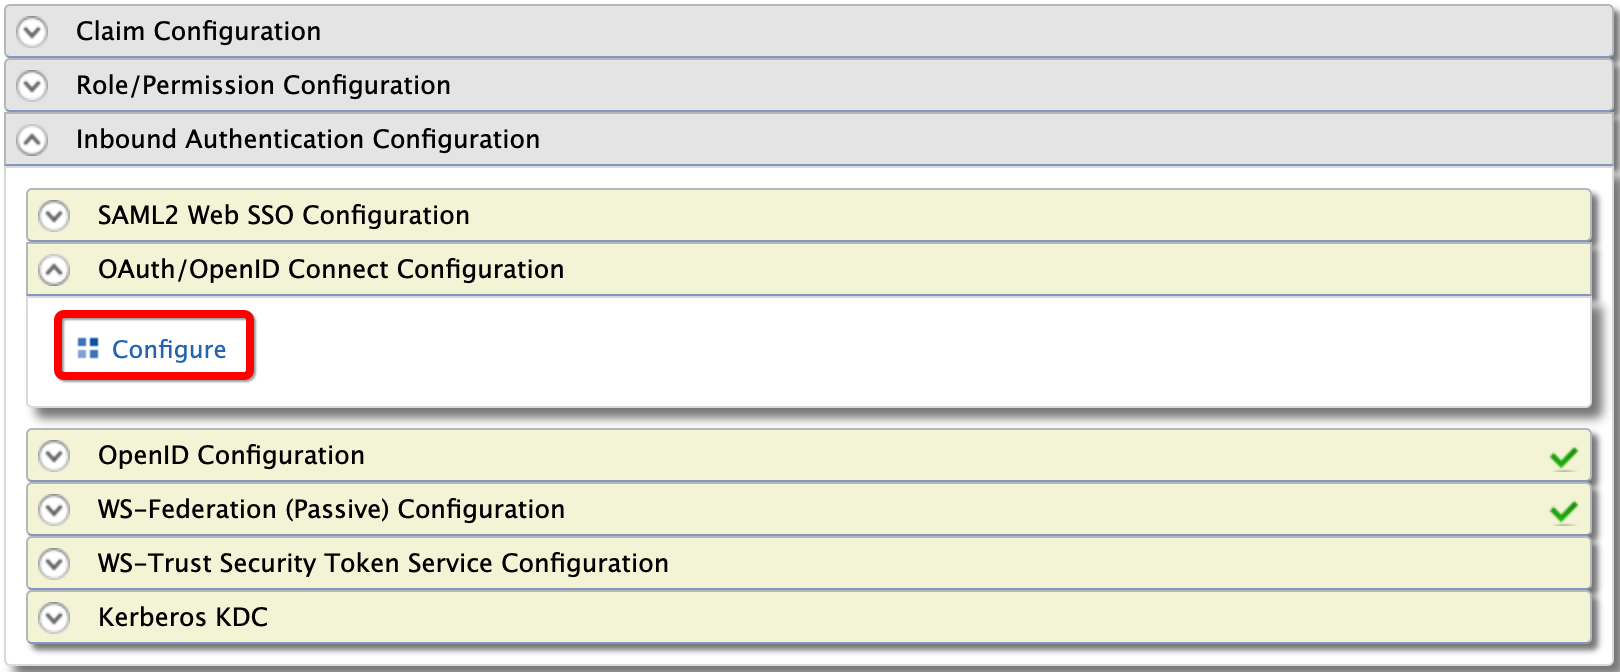 Claim Configuration
Role/Permission Configuration
Inbound Authentication Configuration
SAML2 Web SSO Configuration
OAuth/OpenID Connect Configuration
Configure
OpenID Configuration
WS-Federation (Passive) Configuration
WS-Trust Security Token Service Configuration
Kerberos KDC